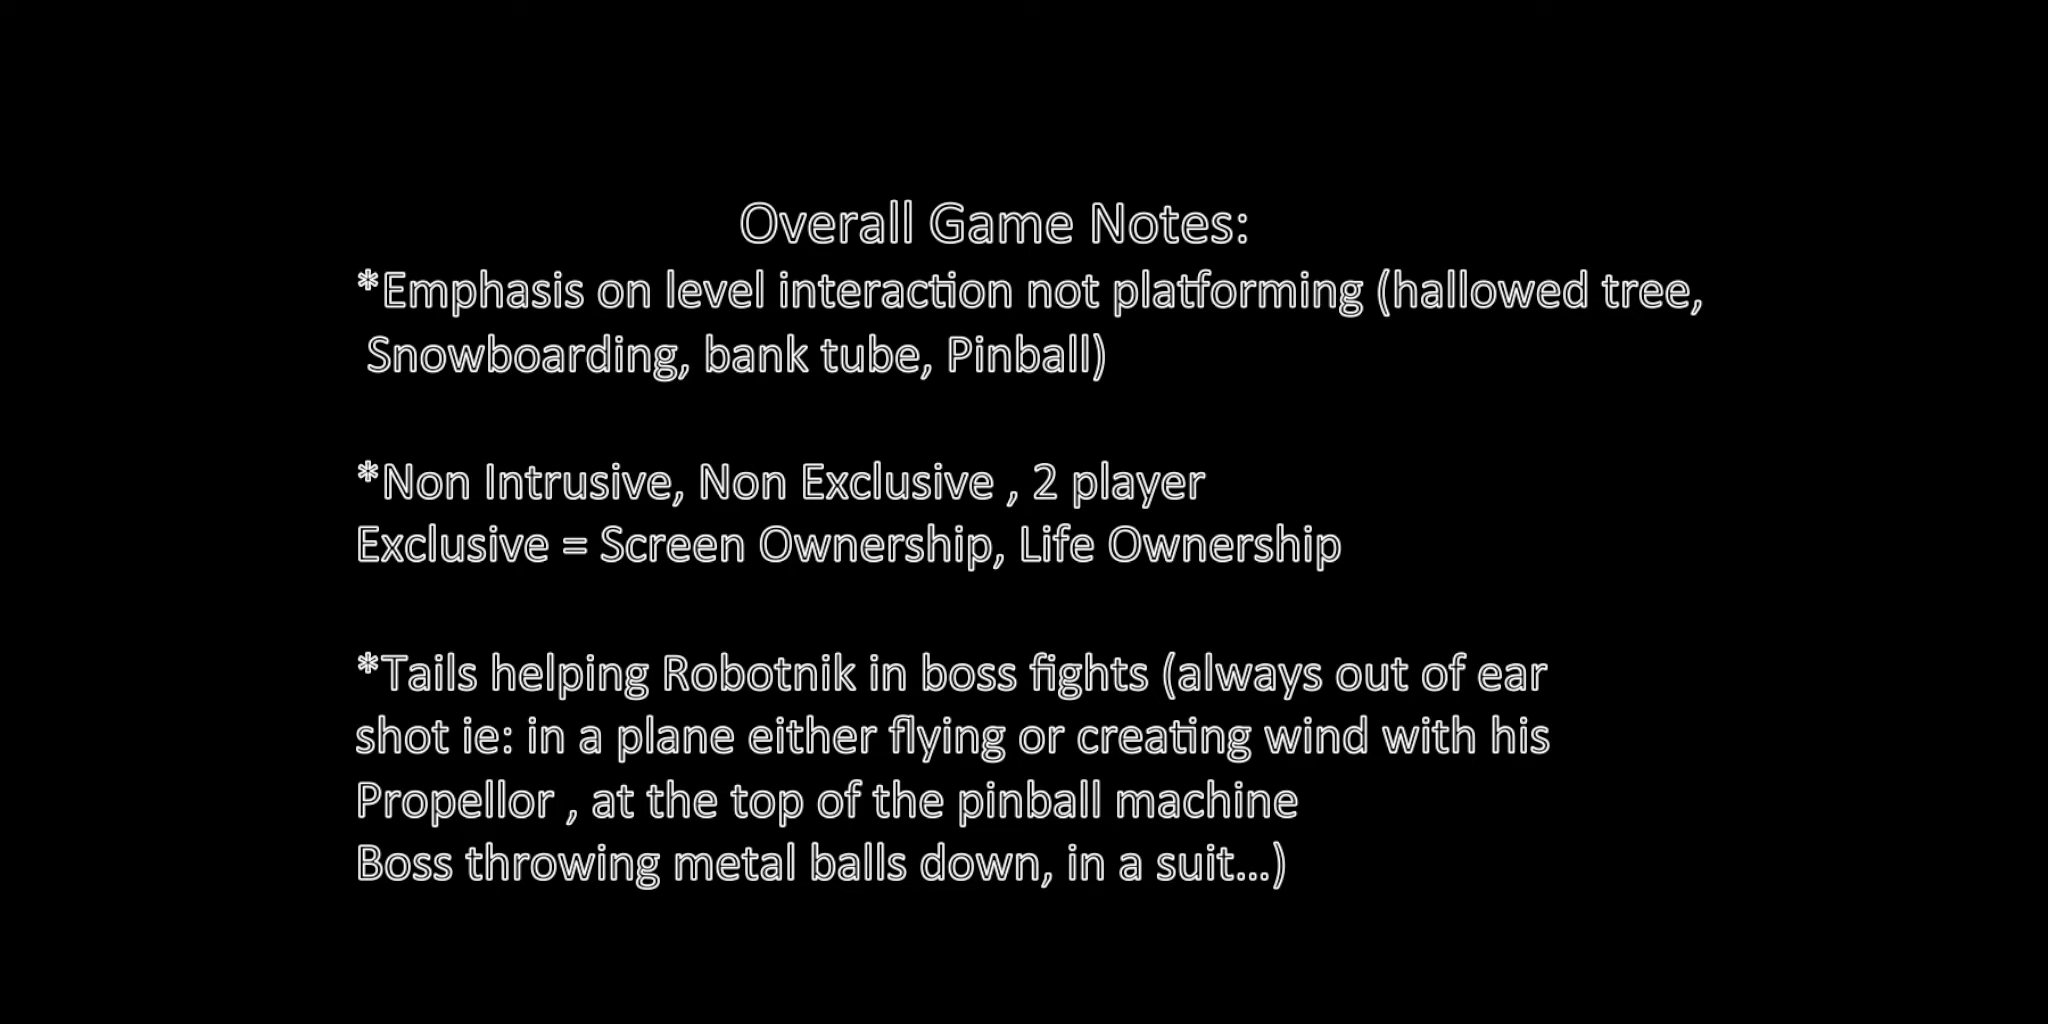 Overall Game Notes:
*Emphasis on level interaction not platforming (hallowed tree,
Snowboarding, bank tube, Pinball)
*Non Intrusive, Non Exclusive , 2 player
Exclusive = Screen Ownership, Life Ownership
*Tails helping Robotnik in boss fights (always out of ear
shot ie: in a plane either flying or creating wind with his
Propellor , at the top of the pinball machine
Boss throwing metal balls down, in a suit...)